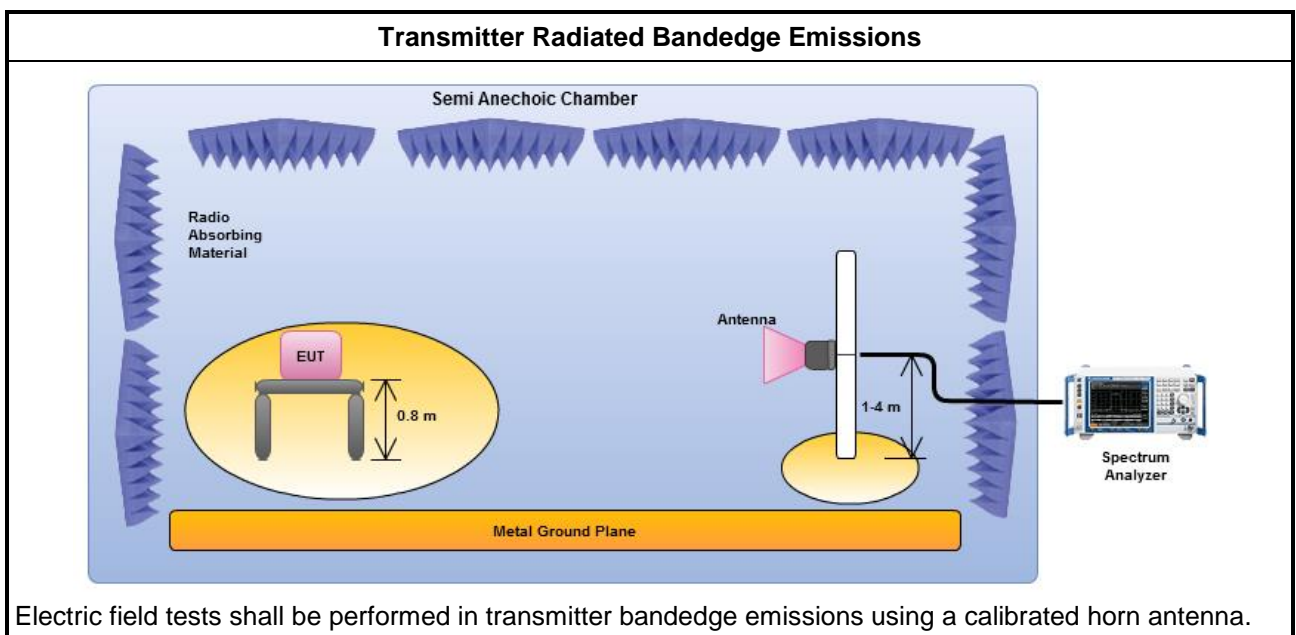 Transmitter Radiated Bandedge Emissions
Semi Anechoic Chamber
Radio
Absorbing
Material
Antenna
EUT
0.8 m
1-4 m
Spectrum
Analyzer
Metal Ground Plane
Electric field tests shall be performed in transmitter bandedge emissions using a calibrated horn antenna.